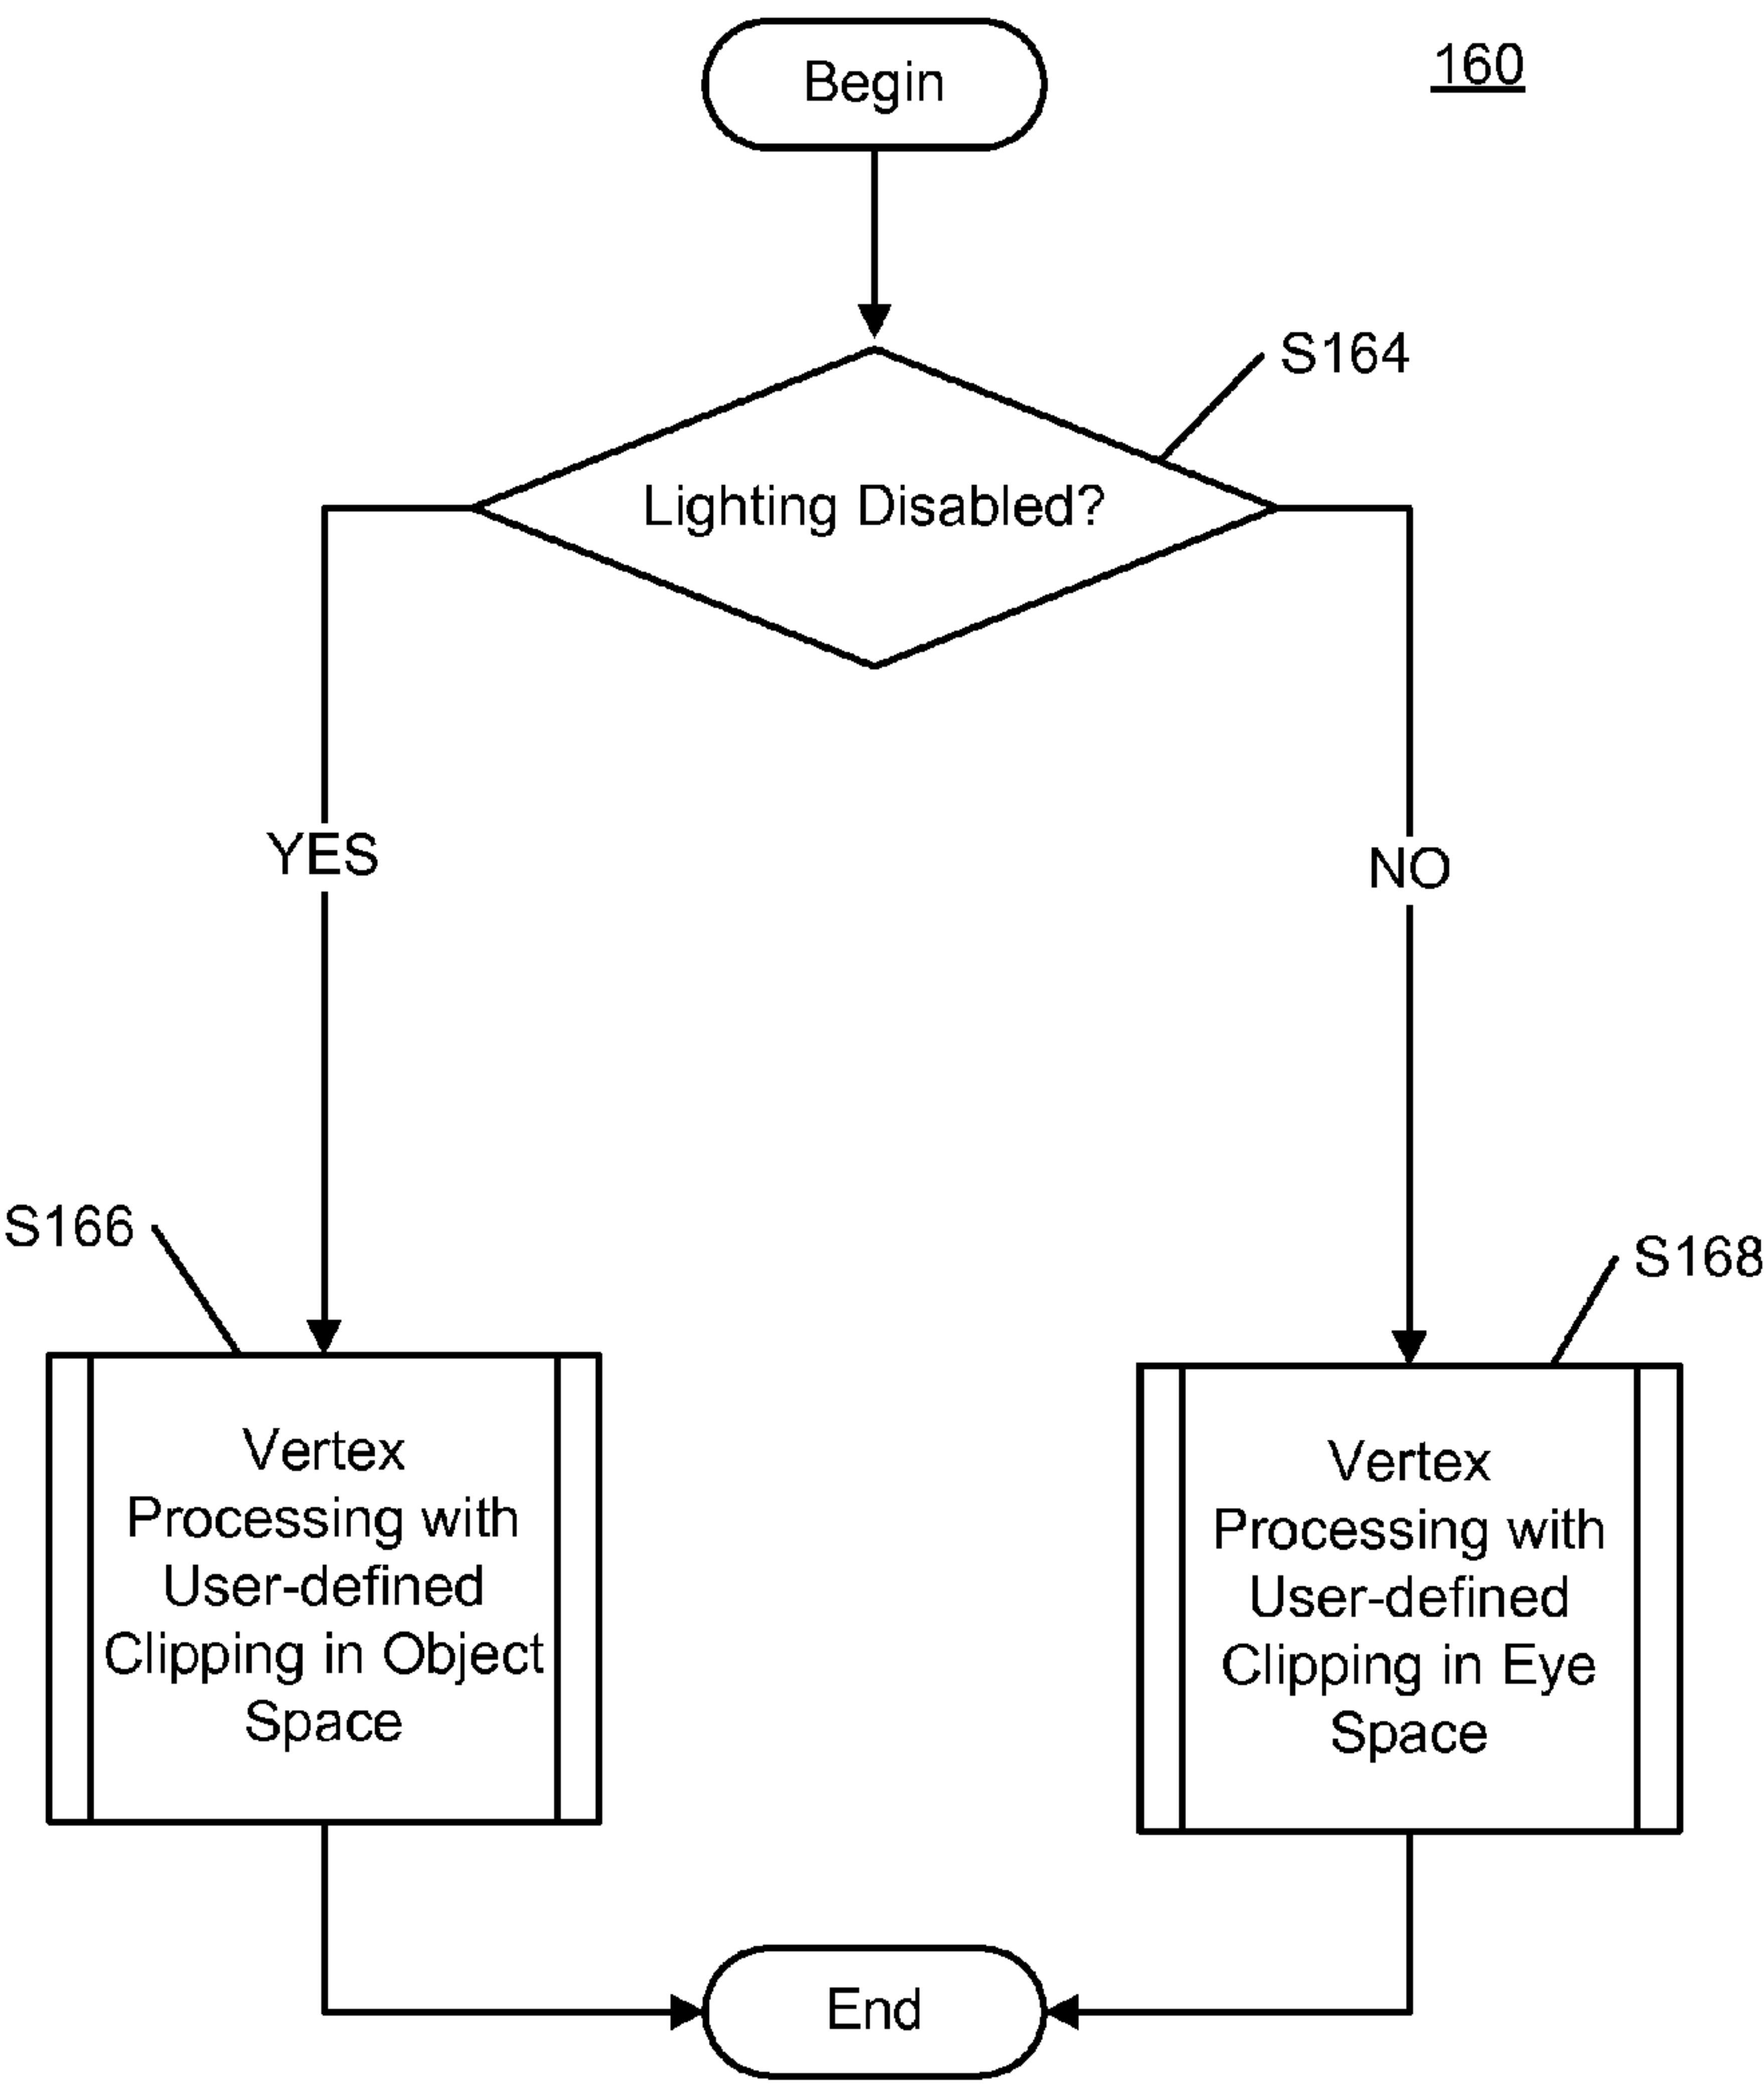 Begin
160
S164
Lighting Disabled?
YES
NO
S166
S168
Vertex
Processing with
User-defined
Clipping in Object
Space
Vertex
Processing with
User-defined
Clipping in Eye
Space
End